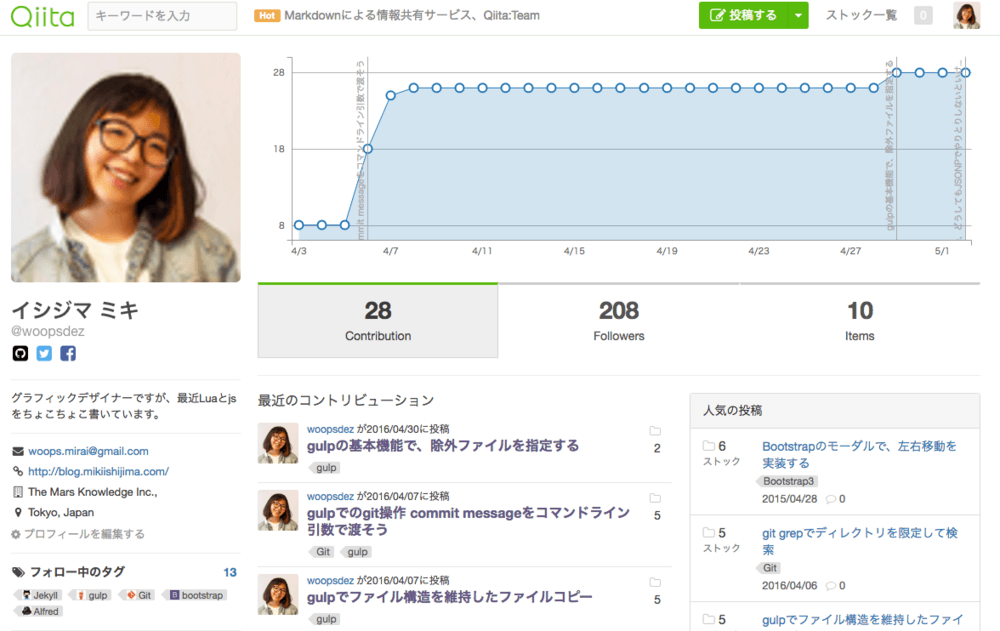 Qiita
キーワードを入力
Hot Markdownによる情報共有サービス、Qiita:Team
投稿する
ストック一覧 0
イシジマ ミキ
@woopsdez
グラフィックデザイナーですが、最近Luaとjs
をちょこちょこ書いています。
woops.mirai@gmail.com
http://blog.mikiishijima.com/
The Mars Knowledge Inc.,
Tokyo, Japan
プロフィールを編集する
フォロー中のタグ 13
Jekyll gulp Git bootstrap
Alfred
28
18
8
mmit messageをコマンドライン引数で渡そう
gulpの基本機能で、除外ファイルを指定する
どうしてもJSONPでやりとりしないといけ
4/3 4/7 4/11 4/15 4/19 4/23 4/27 5/1
28
Contribution
208
Followers
10
Items
最近のコントリビューション
woopsdez が2016/04/30に投稿
gulpの基本機能で、除外ファイルを指定する
gulp
2
woopsdez が2016/04/07に投稿
gulpでのgit操作 commit messageをコマンドライン
引数で渡そう
Git gulp
5
woopsdez が2016/04/07に投稿
gulpでファイル構造を維持したファイルコピー
gulp
5
人気の投稿
6
ストック
Bootstrapのモーダルで、左右移動を
実装する
Bootstrap3
2015/04/28 0
5
ストック
git grepでディレクトリを限定して検
索
Git
2016/04/06 0
5
gulpでファイル構造を維持したファイ